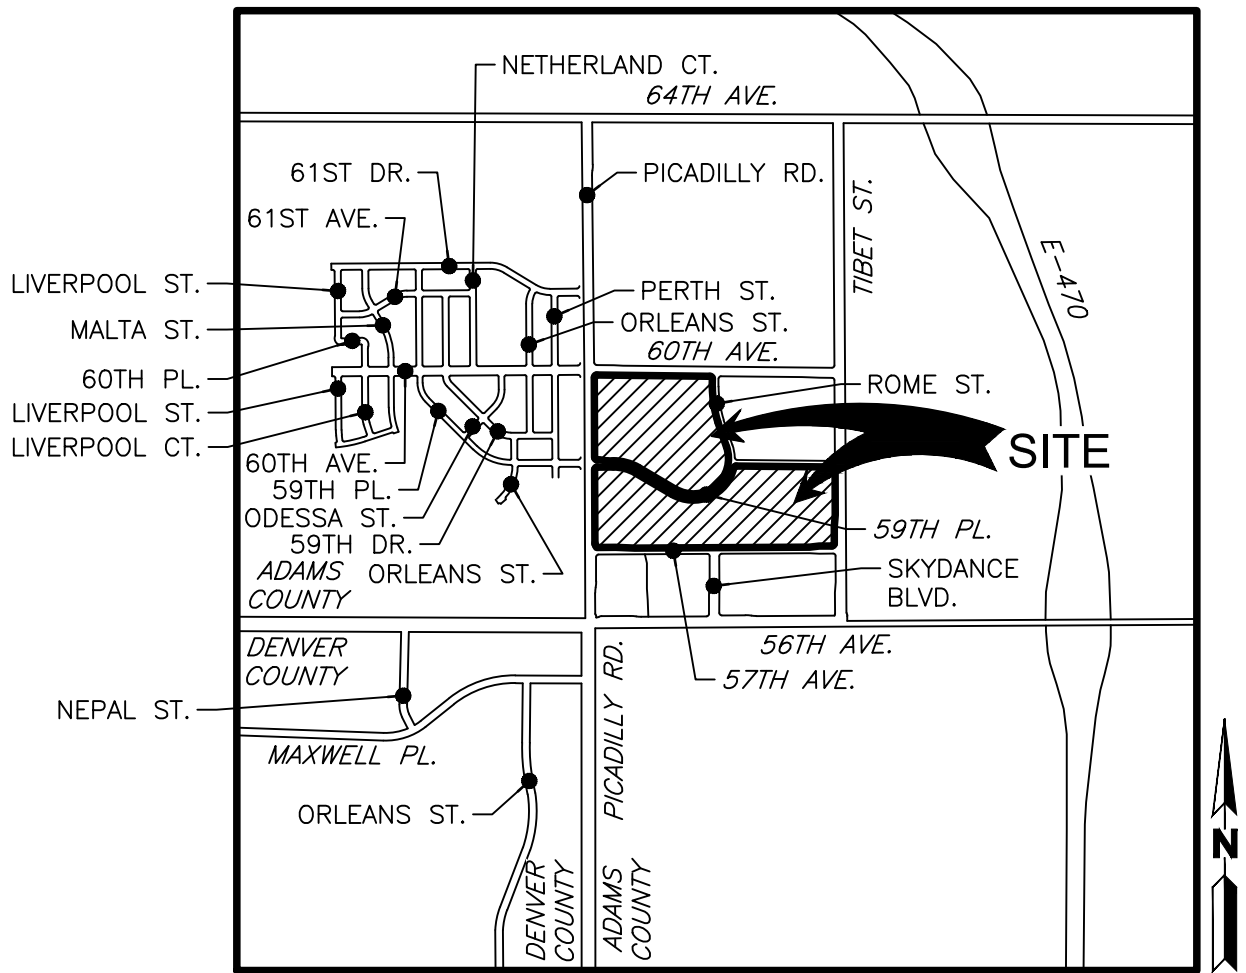 NETHERLAND CT.
64TH AVE.
61ST DR.
PICADILLY RD.
61ST AVE.
TIBET ST.
E-470
LIVERPOOL ST.
PERTH ST.
MALTA ST.
ORLEANS ST.
60TH AVE.
60TH PL.
ROME ST.
LIVERPOOL ST.
LIVERPOOL CT.
SITE
60TH AVE.
59TH PL.
ODESSA ST.
59TH PL.
59TH DR.
ADAMS
COUNTY
ORLEANS ST.
SKYDANCE
BLVD.
DENVER
COUNTY
56TH AVE.
57TH AVE.
NEPAL ST.
PICADILLY RD.
MAXWELL PL.
ORLEANS ST.
DENVER
COUNTY
ADAMS
COUNTY
N